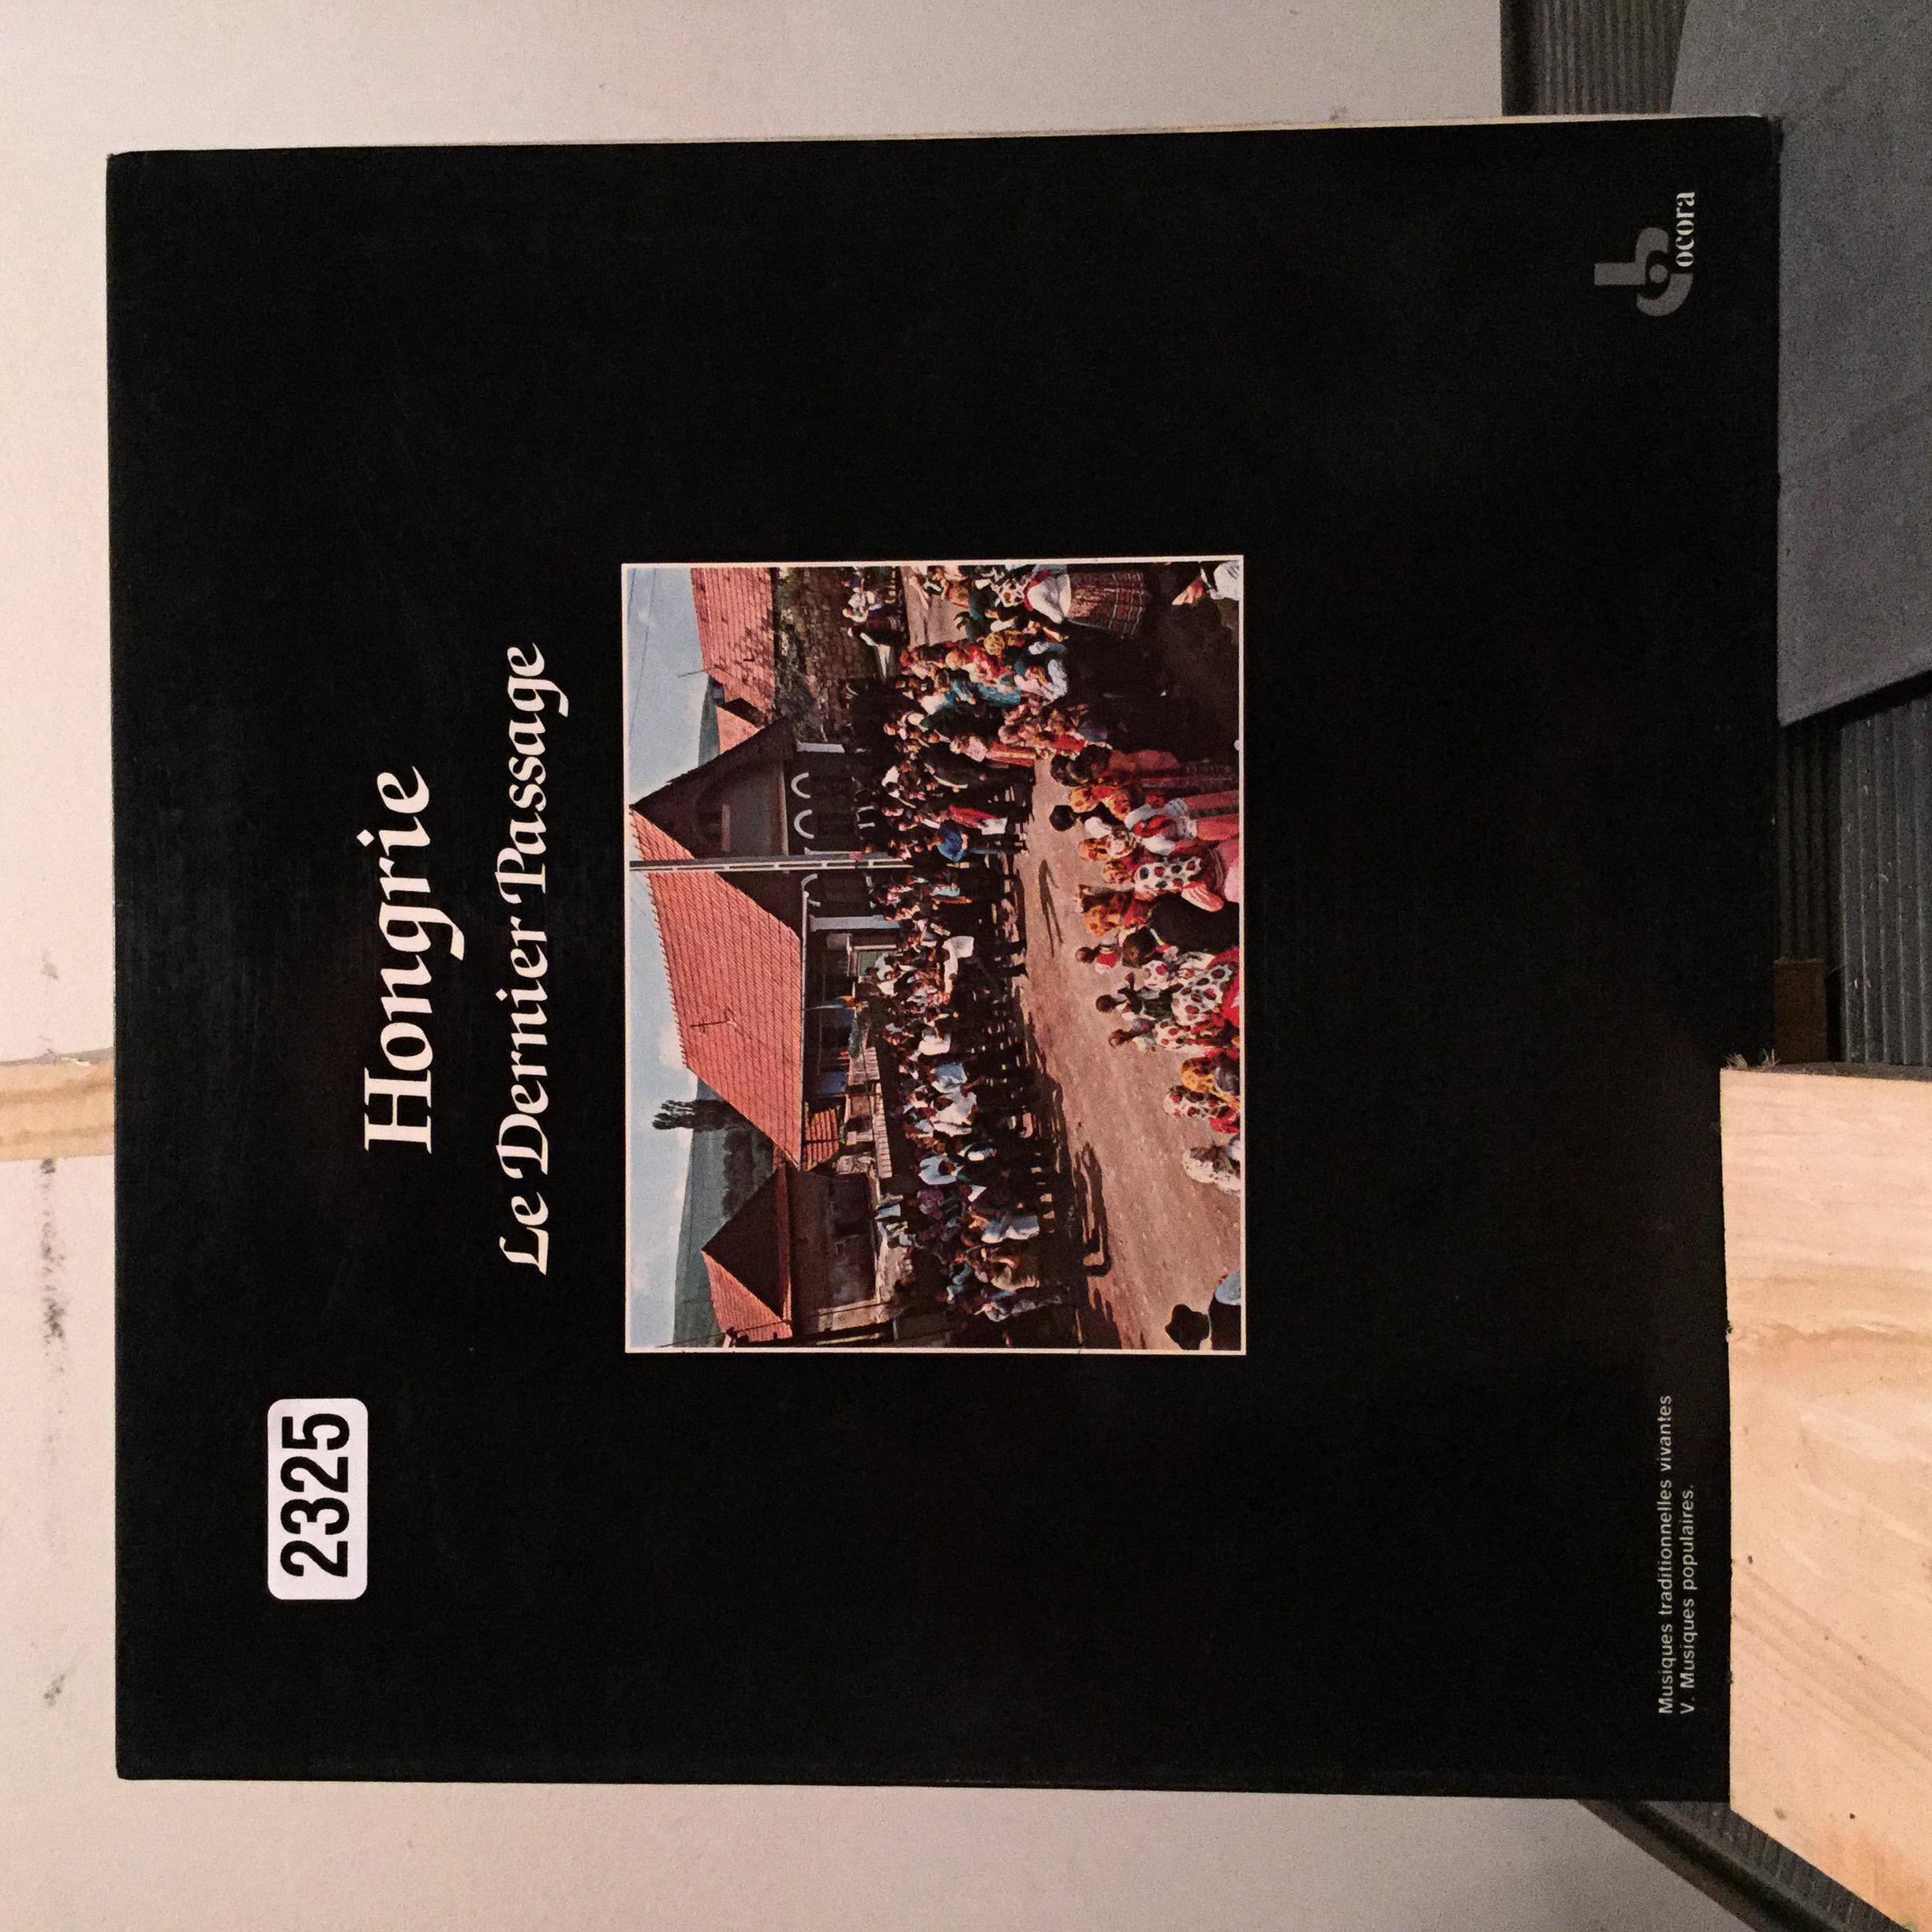 2325
Hongrie
Le Dernier Passage
Musiques traditionnelles vivantes
V. Musiques populaires.
ocora